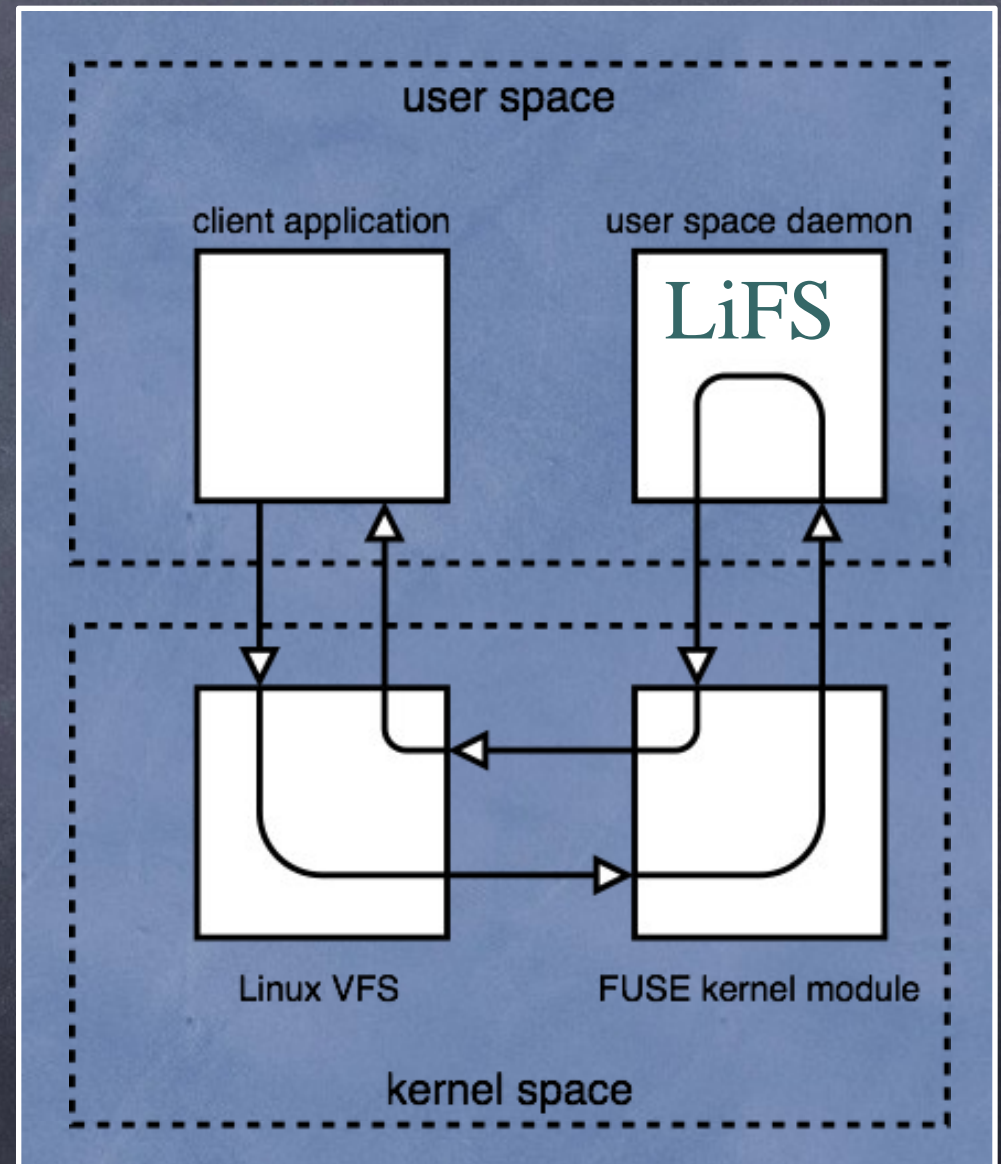 user space
client application
user space daemon
LiFS
Linux VFS
FUSE kernel module
kernel space